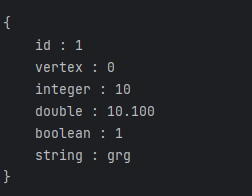 {
id : 1
vertex : 0
integer : 10
double : 10.100
boolean : 1
string : grg
}